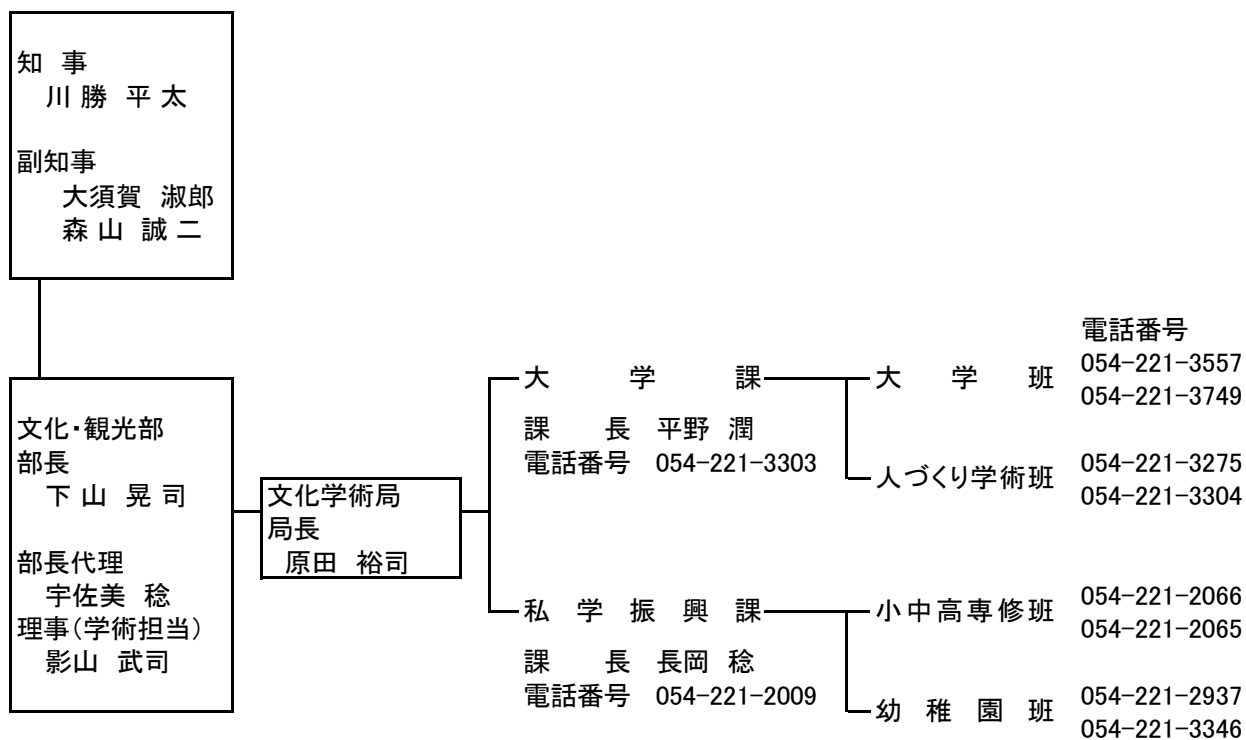 知 事
川 勝 平 太
副知事
大須賀 淑郎
森 山 誠 二
文化・観光部
部長
下 山 晃 司
部長代理
宇佐美 稔
理事(学術担当)
影山 武司
文化学術局
局長
原田 裕司
大 学 課
課 長 平野 潤
電話番号 054-221-3303
私 学 振 興 課
課 長 長岡 稔
電話番号 054-221-2009
電話番号
大 学 班 054-221-3557
054-221-3749
人づくり学術班 054-221-3275
054-221-3304
小中高専修班 054-221-2066
054-221-2065
幼 稚 園 班 054-221-2937
054-221-3346